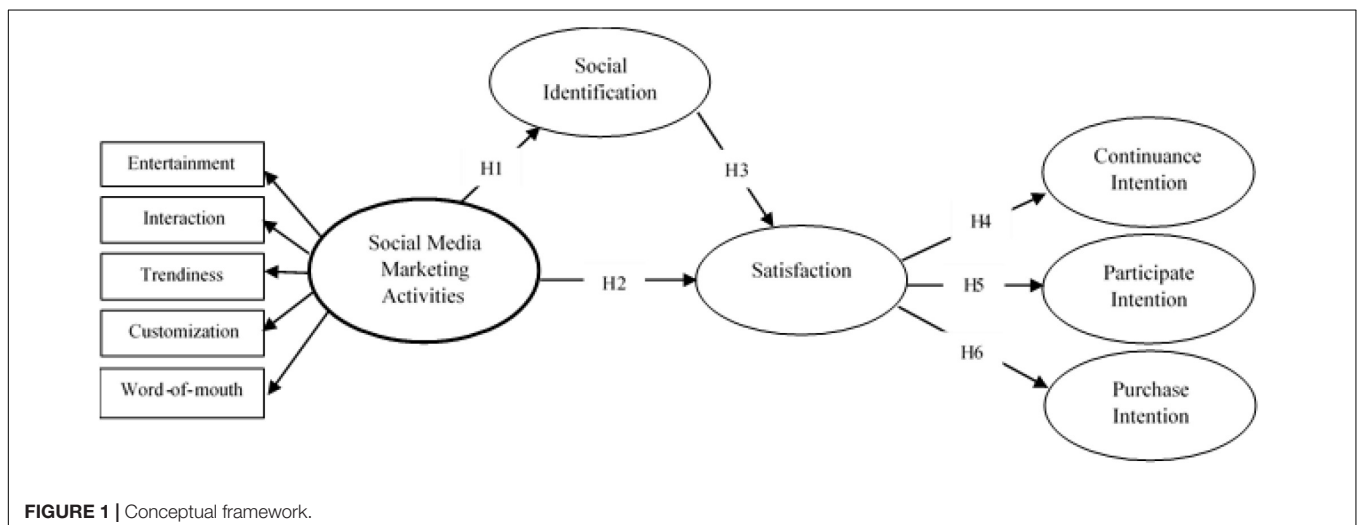 Social
Identification
Entertainment
Interaction
Trendiness
Customization
Word-of-mouth
Social Media
Marketing
Activities
H1
H2
H3
Satisfaction
H4
H5
H6
Continuance
Intention
Participate
Intention
Purchase
Intention
FIGURE 1 | Conceptual framework.